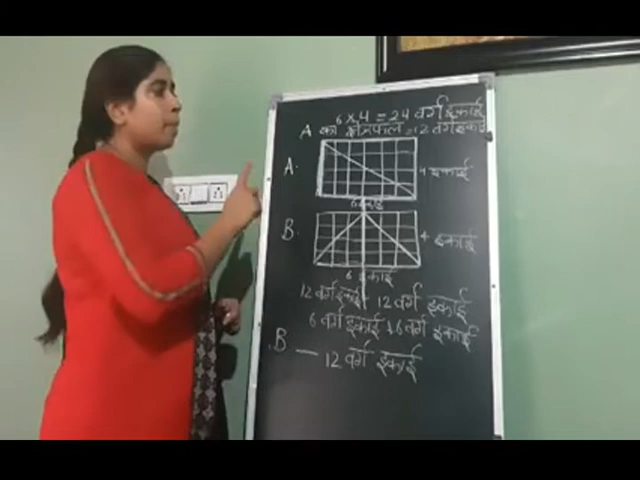 6 × 4 = 24 वर्ग इकाई
A का क्षेत्रफल = 12 वर्ग इकाई
A.
4 इकाई
6 इकाई
B.
4 इकाई
6 इकाई
12 वर्ग इकाई + 12 वर्ग इकाई
6 वर्ग इकाई + 6 वर्ग इकाई
B — 12 वर्ग इकाई